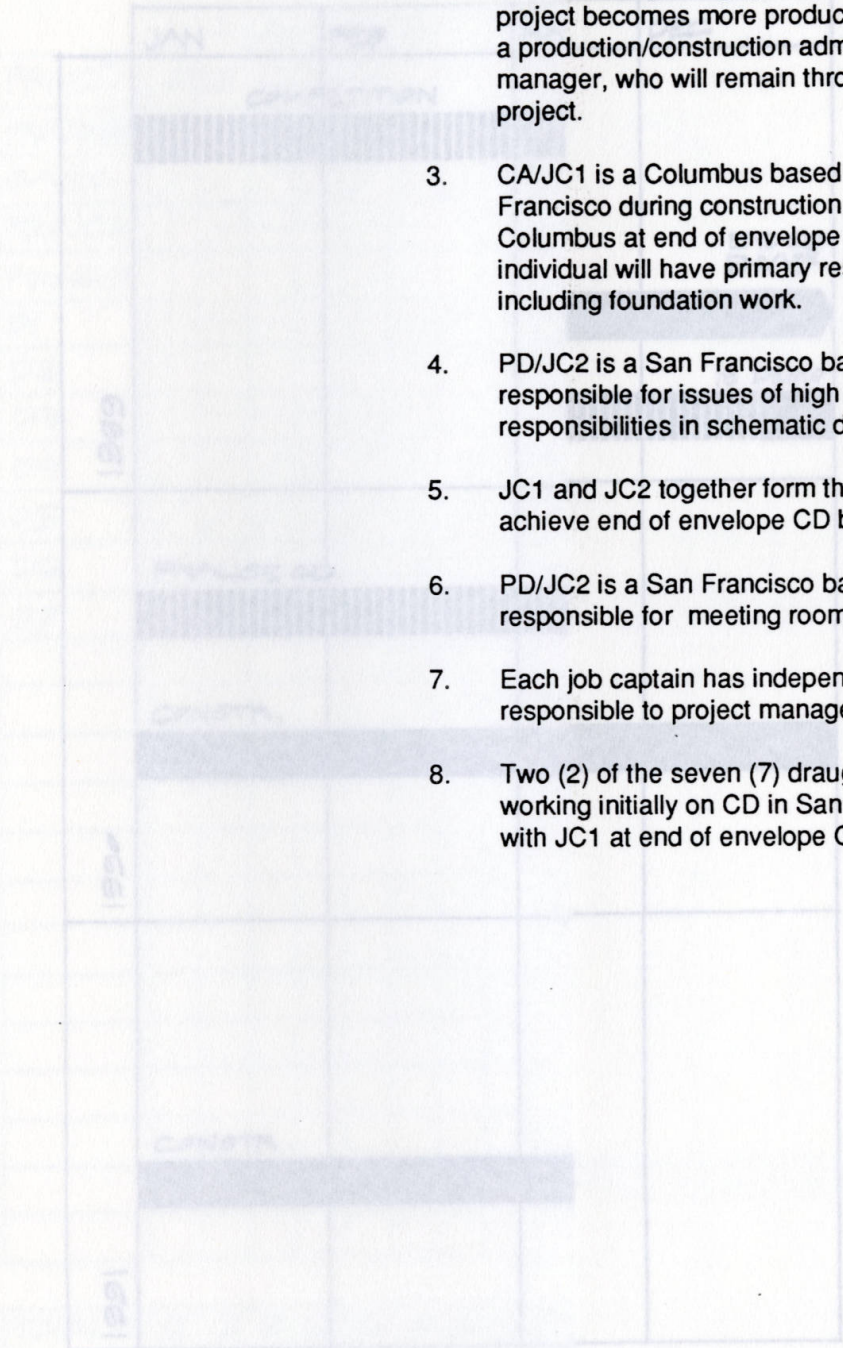 project becomes more produc
a production/construction adm
manager, who will remain thro
project.
3. CA/JC1 is a Columbus based
Francisco during construction
Columbus at end of envelope
individual will have primary re
including foundation work.
4. PD/JC2 is a San Francisco ba
responsible for issues of high
responsibilities in schematic d
5. JC1 and JC2 together form th
achieve end of envelope CD b
6. PD/JC2 is a San Francisco ba
responsible for meeting room
7. Each job captain has indepen
responsible to project manage
8. Two (2) of the seven (7) draug
working initially on CD in San
with JC1 at end of envelope C
JAN
COMPETITION
1989
CONSTR.
1990
CONSTR
1991